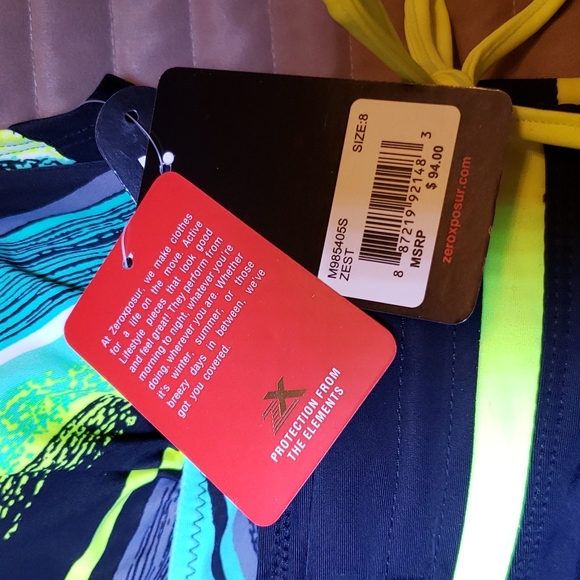 SIZE:8
M985405S
ZEST
8 87219 92148 3
MSRP $ 94.00
zeroxposur.com
At Zeroxposur, we make clothes
for a life on the move Active
Lifestyle pieces that look good
and feel great! They perform from
morning to night, whatever you're
doing, wherever you are. Whether
it's winter, summer, or those
breezy days in between, we've
got you covered.
X
PROTECTION FROM
THE ELEMENTS